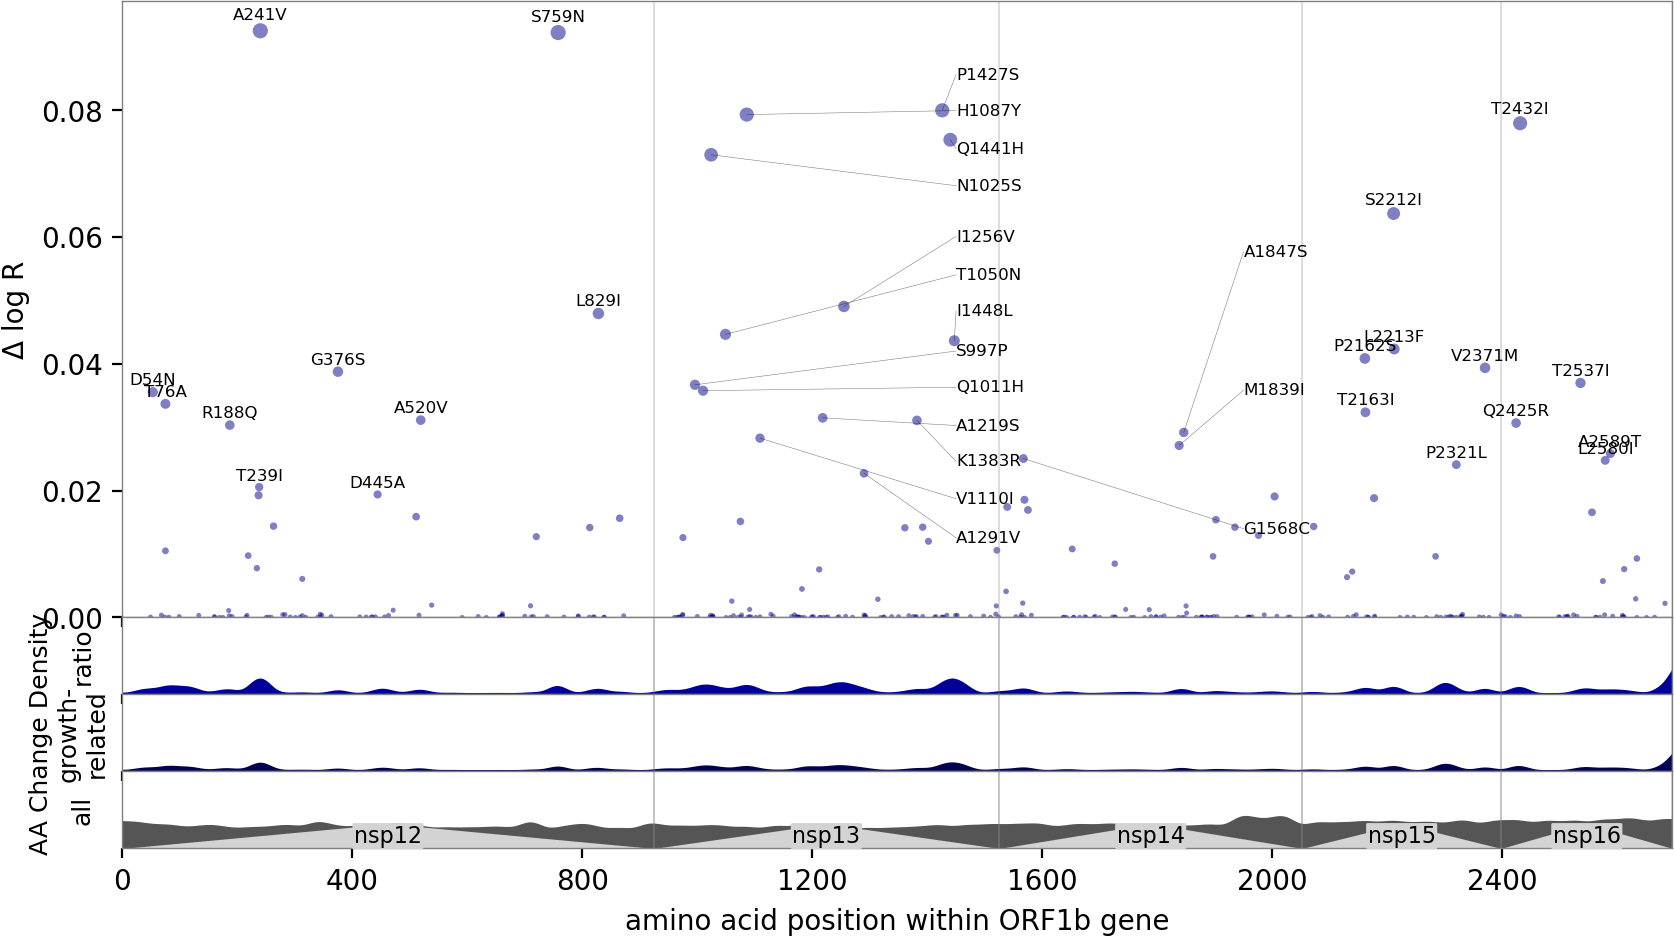 A241V
S759N
P1427S
H1087Y
T2432I
Q1441H
N1025S
S2212I
I1256V
A1847S
T1050N
L829I
I1448L
L2213F
P2162S
S997P
V2371M
G376S
T2537I
D54N
T76A
Q1011H
M1839I
T2163I
R188Q
A520V
Q2425R
A1219S
A2589T
L2580I
P2321L
K1383R
T239I
D445A
V1110I
G1568C
A1291V
0.08
0.06
0.04
0.02
0.00
Δ log R
AA Change Density
ratio
growth-
related
all
nsp12
nsp13
nsp14
nsp15
nsp16
0
400
800
1200
1600
2000
2400
amino acid position within ORF1b gene